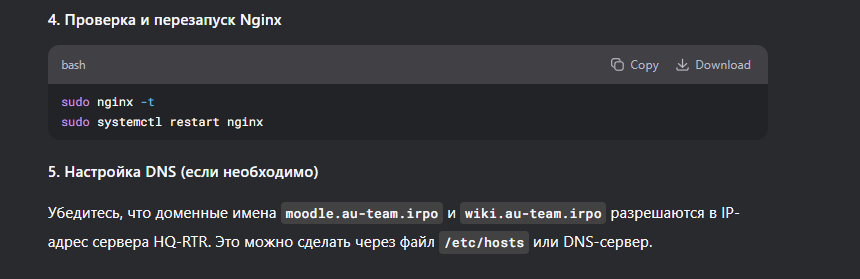 4. Проверка и перезапуск Nginx
bash
Copy
Download
sudo nginx -t
sudo systemctl restart nginx
5. Настройка DNS (если необходимо)
Убедитесь, что доменные имена moodle.au-team.irpo и wiki.au-team.irpo разрешаются в IP-
адрес сервера HQ-RTR. Это можно сделать через файл /etc/hosts или DNS-сервер.